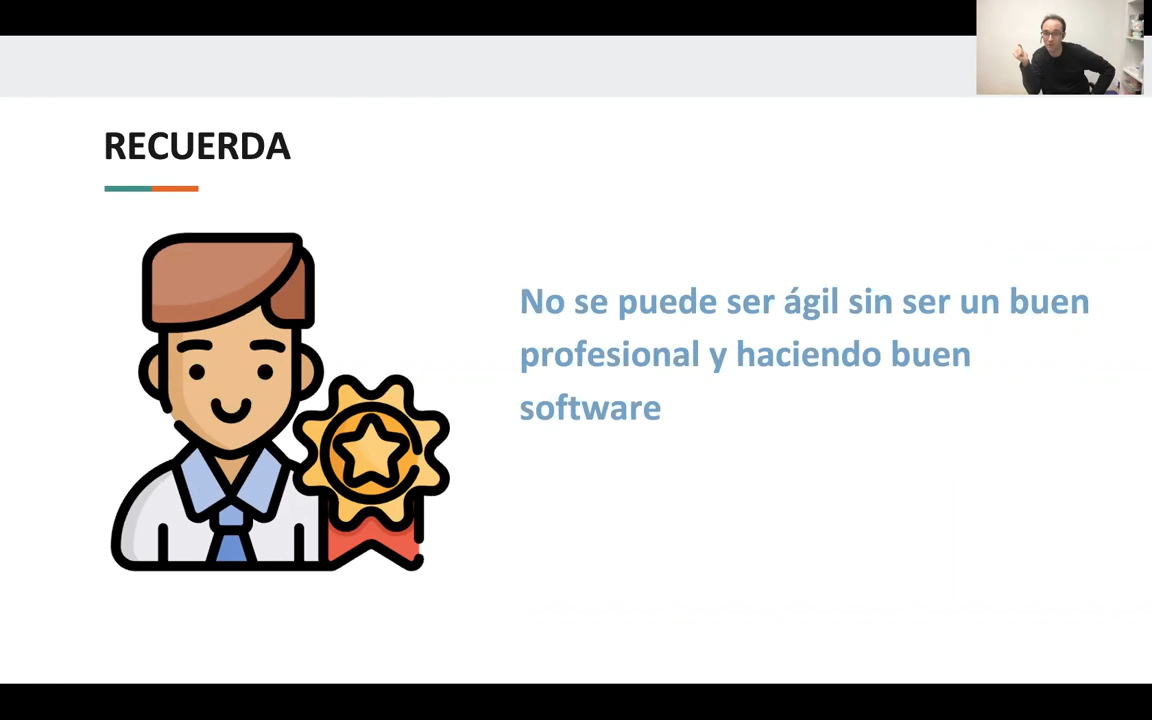 RECUERDA
No se puede ser ágil sin ser un buen
profesional y haciendo buen
software